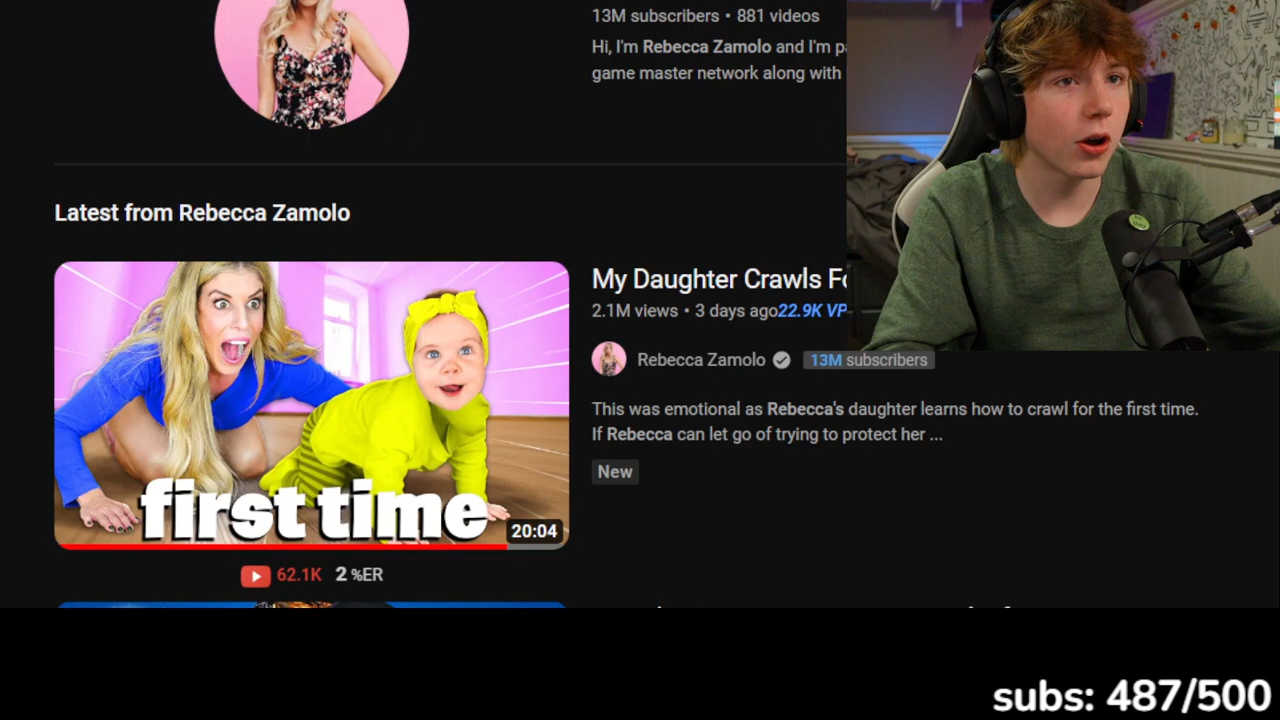 13M subscribers • 881 videos
Hi, I'm Rebecca Zamolo and I'm
game master network along with
Latest from Rebecca Zamolo
My Daughter Crawls
2.1M views • 3 days ago22.9K
Rebecca Zamolo
13M subscribers
This was emotional as Rebecca's daughter learns how to crawl for the first time.
If Rebecca can let go of trying to protect her ...
New
first time
20:04
62.1K 2 %ER
subs: 487/500